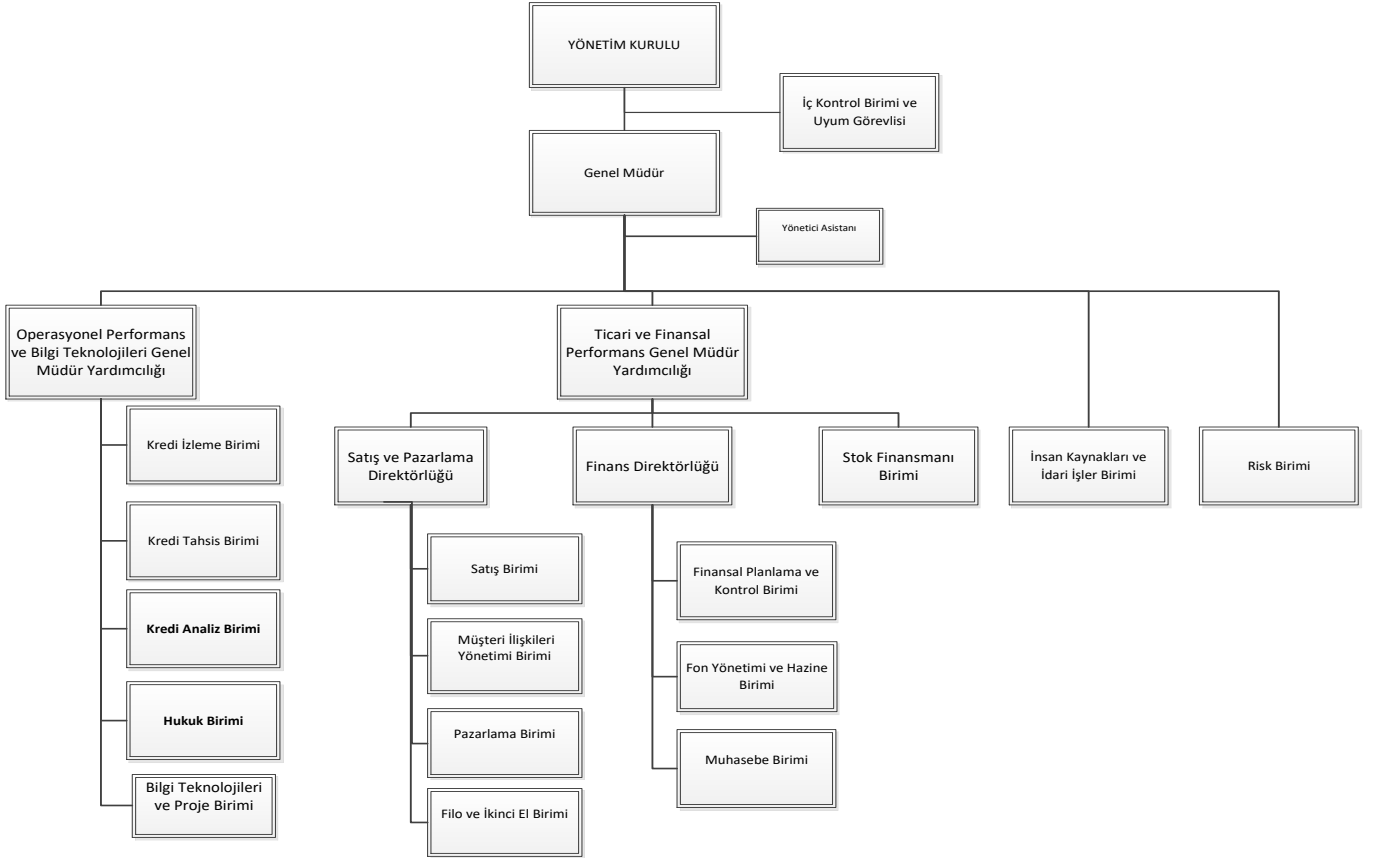 YÖNETİM KURULU
İç Kontrol Birimi ve
Uyum Görevlisi
Genel Müdür
Yönetici Asistanı
Operasyonel Performans
ve Bilgi Teknolojileri Genel
Müdür Yardımcılığı
Ticari ve Finansal
Performans Genel Müdür
Yardımcılığı
Kredi İzleme Birimi
Kredi Tahsis Birimi
Kredi Analiz Birimi
Hukuk Birimi
Bilgi Teknolojileri
ve Proje Birimi
Satış ve Pazarlama
Direktörlüğü
Satış Birimi
Müşteri İlişkileri
Yönetimi Birimi
Pazarlama Birimi
Filo ve İkinci El Birimi
Finans Direktörlüğü
Finansal Planlama ve
Kontrol Birimi
Fon Yönetimi ve Hazine
Birimi
Muhasebe Birimi
Stok Finansmanı
Birimi
İnsan Kaynakları ve
İdari İşler Birimi
Risk Birimi